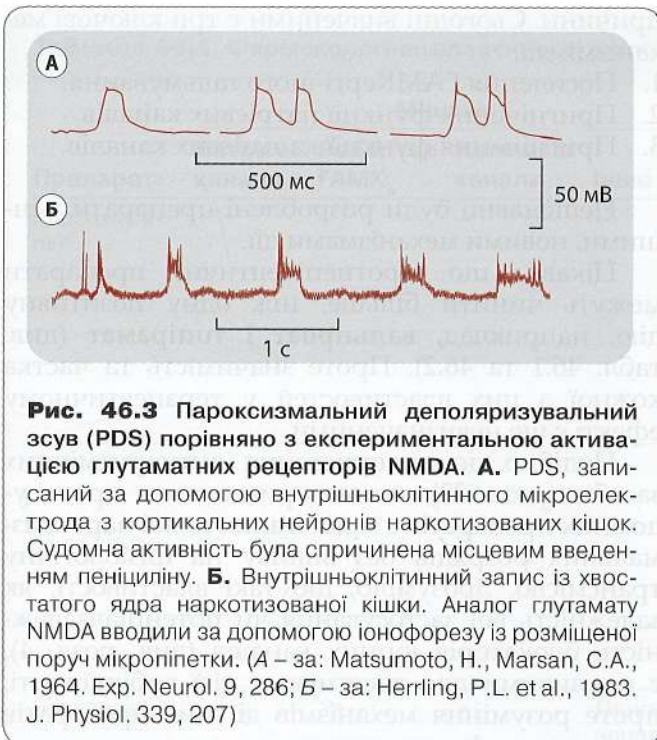 А
500 мс
50 мВ
Б
1 с
Рис. 46.3 Пароксизмальний деполяризувальний
зсув (PDS) порівняно з експериментальною актива-
цією глутаматних рецепторів NMDA. А. PDS, запи-
саний за допомогою внутрішньоклітинного мікроелек-
трода з кортикальних нейронів наркотизованих кішок.
Судомна активність була спричинена місцевим введен-
ням пеніциліну. Б. Внутрішньоклітинний запис із хвос-
татого ядра наркотизованої кішки. Аналог глутамату
NMDA вводили за допомогою іонофорезу із розміщеної
поруч мікропіпетки. (А – за: Matsumoto, H., Marsan, C.A.,
1964. Exp. Neurol. 9, 286; Б – за: Herrling, P.L. et al., 1983.
J. Physiol. 339, 207)